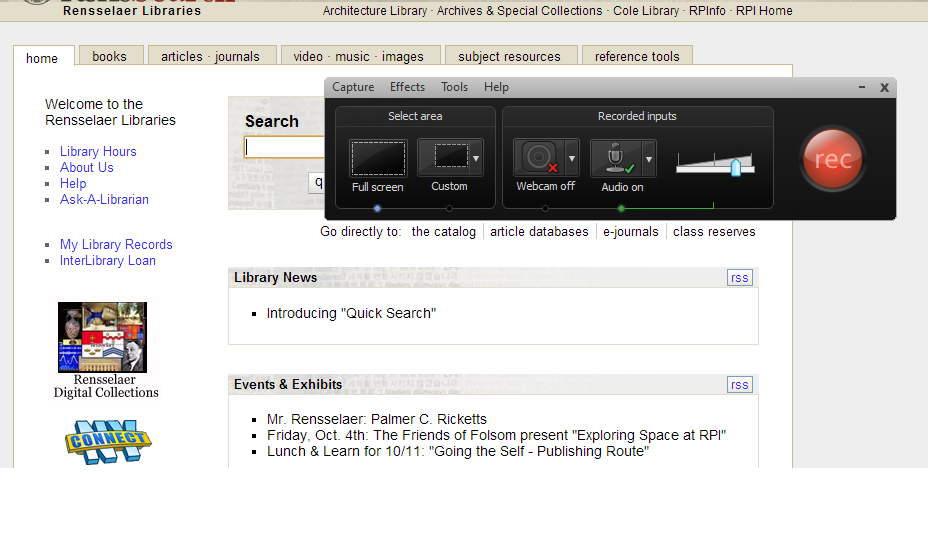 Rensselaer Libraries
Architecture Library · Archives & Special Collections · Cole Library · RPInfo · RPI Home
home
books
articles · journals
video · music · images
subject resources
reference tools
Welcome to the
Rensselaer Libraries
Library Hours
About Us
Help
Ask-A-Librarian
My Library Records
InterLibrary Loan
Rensselaer
Digital Collections
CONNECT
Search
q
Capture
Effects
Tools
Help
x
Select area
Full screen
Custom
Recorded inputs
Webcam off
Audio on
rec
Go directly to:
the catalog
article databases
e-journals
class reserves
Library News
rss
Introducing "Quick Search"
Events & Exhibits
rss
Mr. Rensselaer: Palmer C. Ricketts
Friday, Oct. 4th: The Friends of Folsom present "Exploring Space at RPI"
Lunch & Learn for 10/11: "Going the Self - Publishing Route"